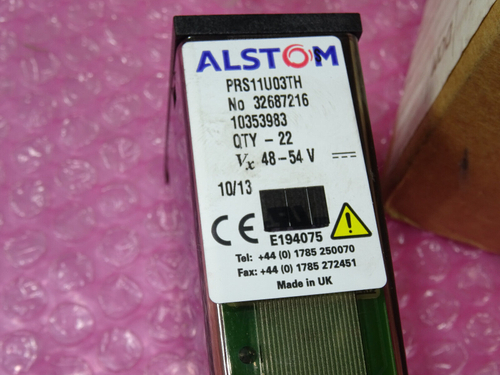 ALSTOM
PRS11U03TH
No 32687216
10353983
QTY - 22
Vx 48-54 V
10/13
CE
E194075
Tel: +44 (0) 1785 250070
Fax: +44 (0) 1785 272451
Made in UK